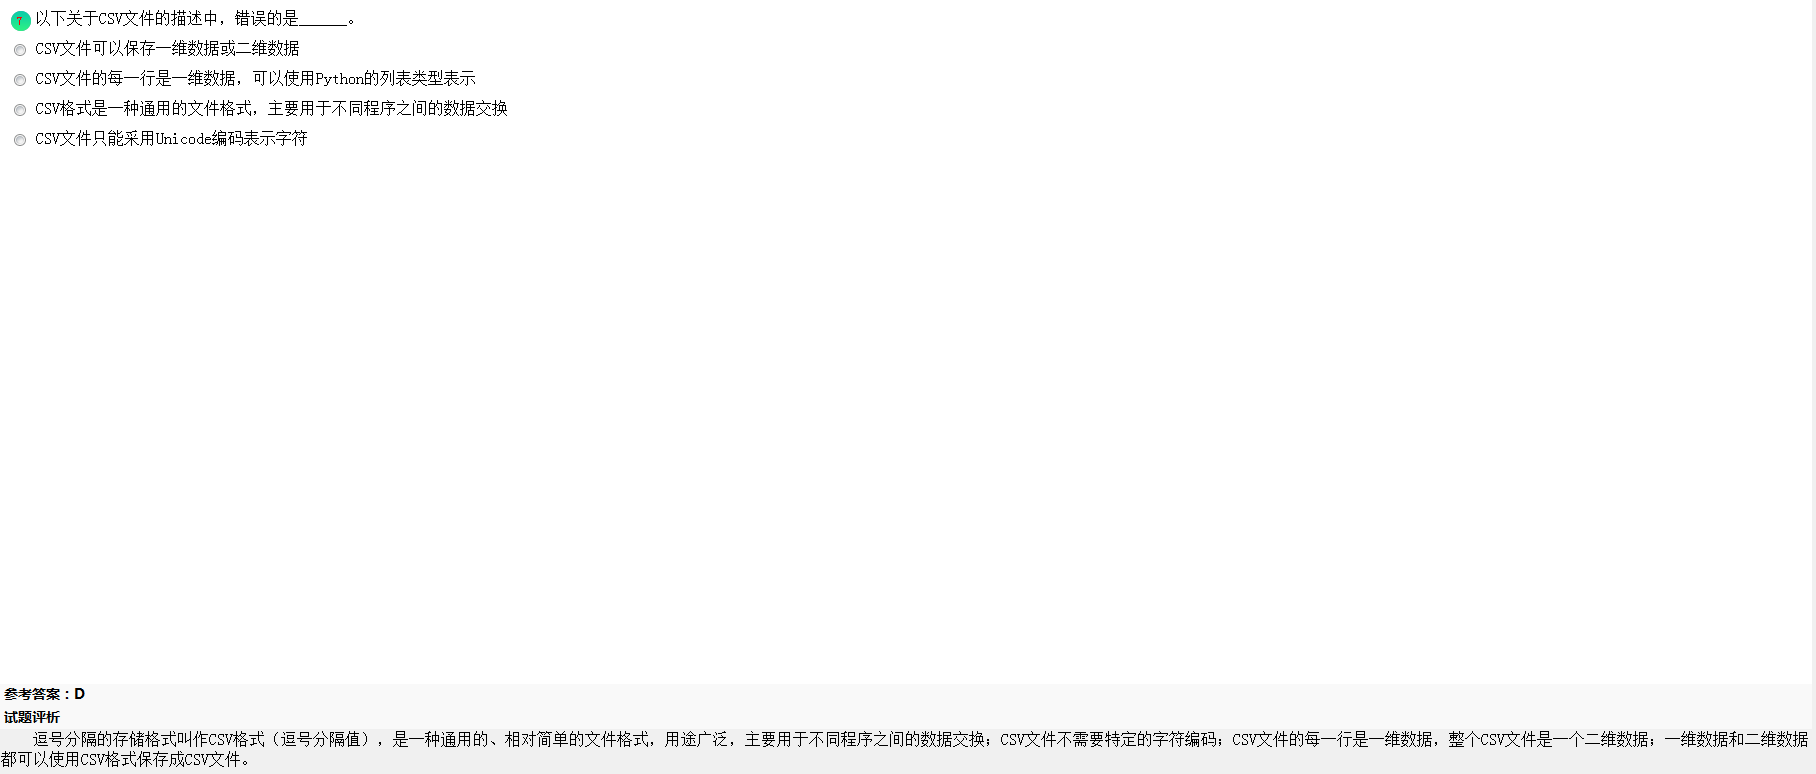 7 以下关于CSV文件的描述中，错误的是______。
CSV文件可以保存一维数据或二维数据
CSV文件的每一行是一维数据，可以使用Python的列表类型表示
CSV格式是一种通用的文件格式，主要用于不同程序之间的数据交换
CSV文件只能采用Unicode编码表示字符
参考答案：D
试题评析
逗号分隔的存储格式叫作CSV格式（逗号分隔值），是一种通用的、相对简单的文件格式，用途广泛，主要用于不同程序之间的数据交换；CSV文件不需要特定的字符编码；CSV文件的每一行是一维数据，整个CSV文件是一个二维数据；一维数据和二维数据
都可以使用CSV格式保存成CSV文件。